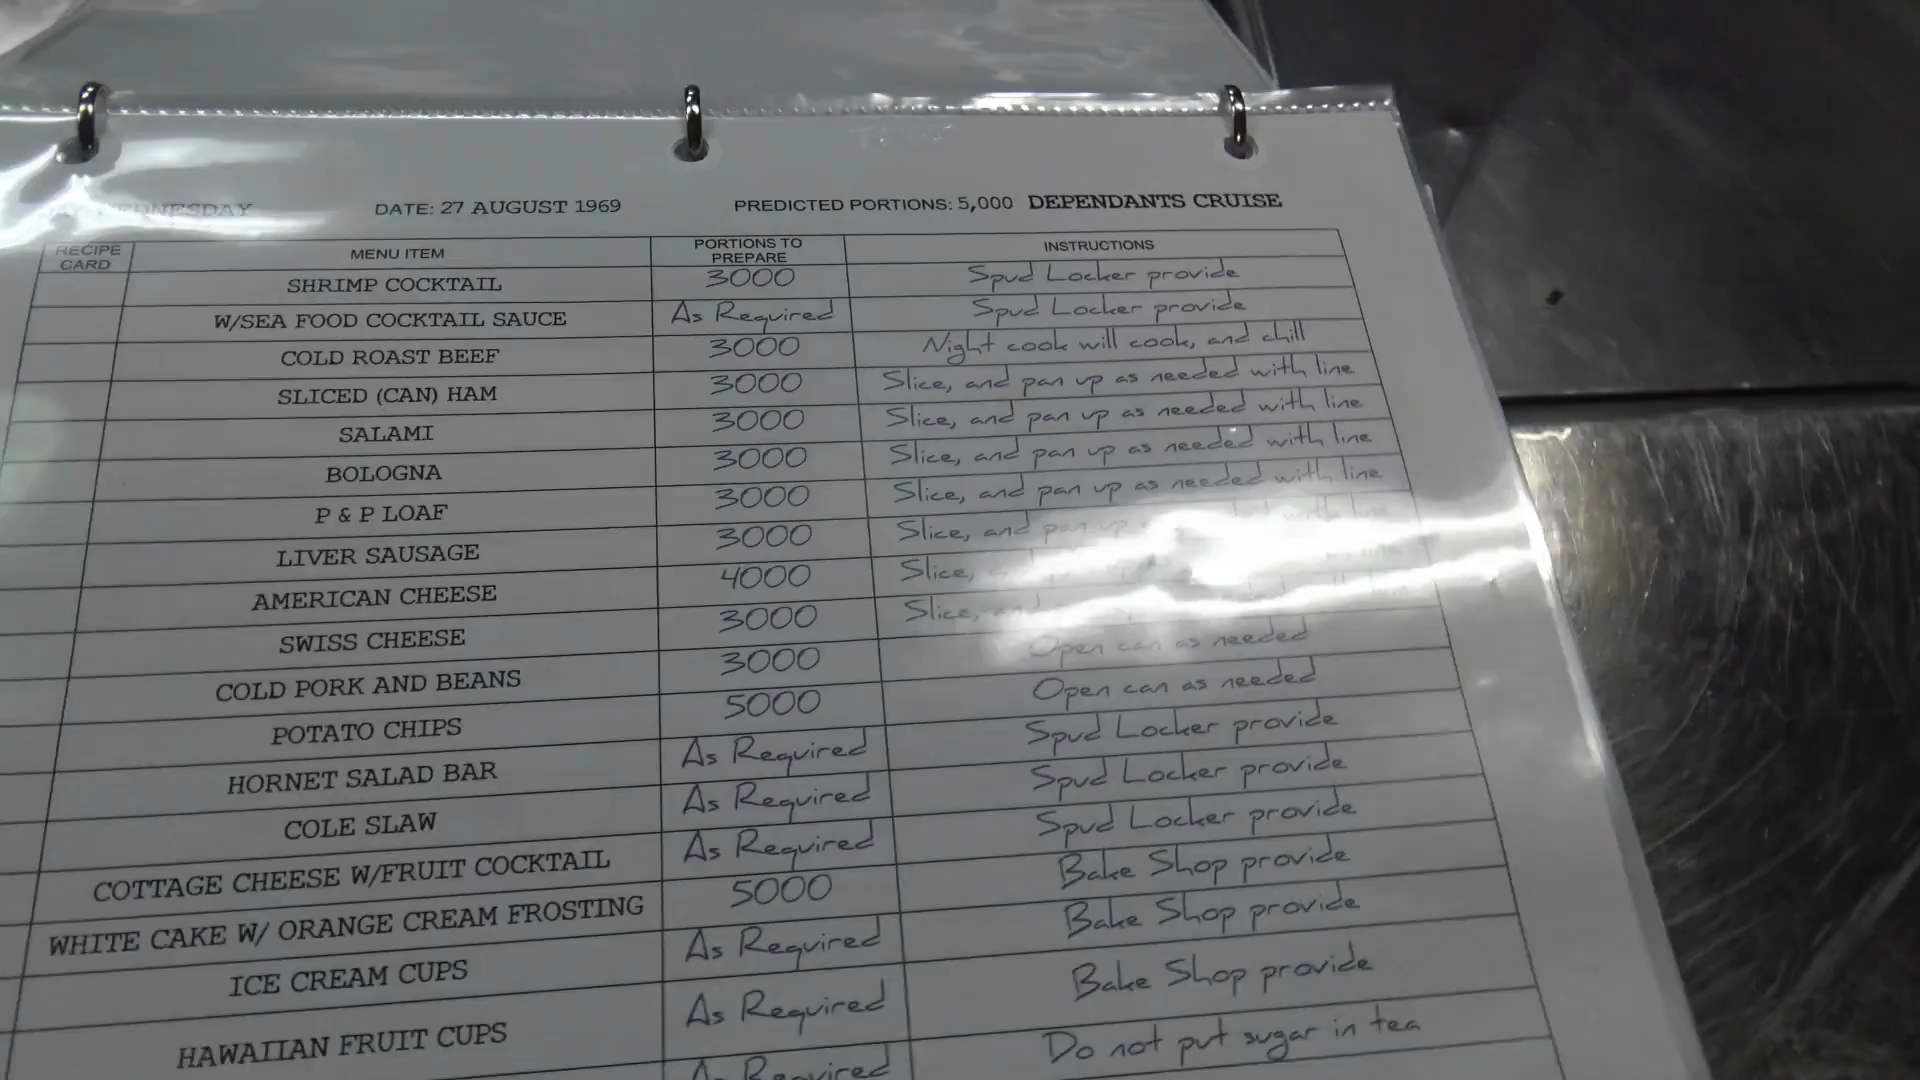 WEDNESDAY DATE: 27 AUGUST 1969 PREDICTED PORTIONS: 5,000 DEPENDANTS CRUISE
RECIPE CARD MENU ITEM PORTIONS TO PREPARE INSTRUCTIONS
SHRIMP COCKTAIL 3000 Spud Locker provide
W/SEA FOOD COCKTAIL SAUCE As Required Spud Locker provide
COLD ROAST BEEF 3000 Night cook will cook, and chill
SLICED (CAN) HAM 3000 Slice, and pan up as needed with line
SALAMI 3000 Slice, and pan up as needed with line
BOLOGNA 3000 Slice, and pan up as needed with line
P & P LOAF 3000 Slice, and pan up as needed with line
LIVER SAUSAGE 3000 Slice, and pan up with line
AMERICAN CHEESE 4000 Slice,
SWISS CHEESE 3000 Slice, and
COLD PORK AND BEANS 3000 Open can as needed
POTATO CHIPS 5000 Open can as needed
HORNET SALAD BAR As Required Spud Locker provide
COLE SLAW As Required Spud Locker provide
COTTAGE CHEESE W/FRUIT COCKTAIL As Required Spud Locker provide
WHITE CAKE W/ ORANGE CREAM FROSTING 5000 Bake Shop provide
ICE CREAM CUPS As Required Bake Shop provide
HAWAIIAN FRUIT CUPS As Required Bake Shop provide
As Required Do not put sugar in tea